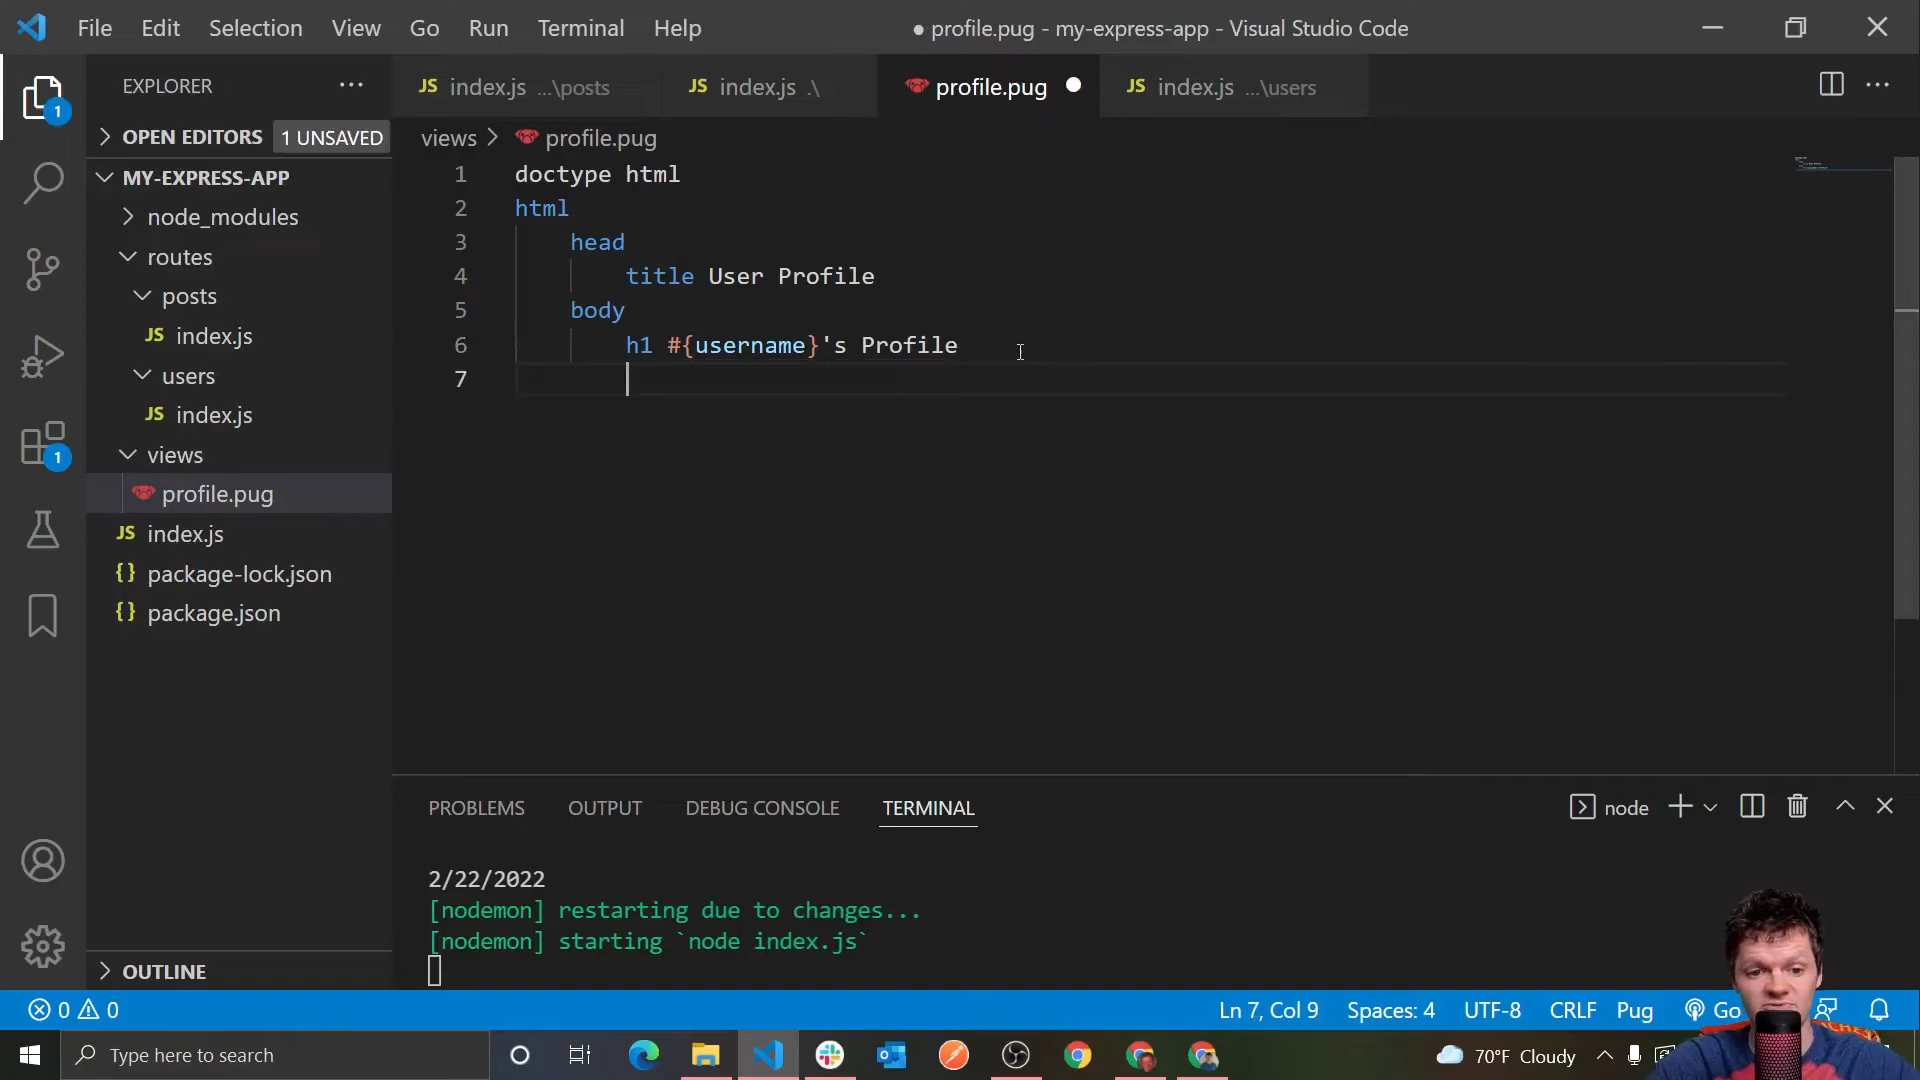 File Edit Selection View Go Run Terminal Help
● profile.pug - my-express-app - Visual Studio Code
EXPLORER
JS index.js ...\posts
JS index.js .\
profile.pug
JS index.js ...\users
1
OPEN EDITORS 1 UNSAVED
views > profile.pug
MY-EXPRESS-APP
node_modules
routes
posts
JS index.js
users
JS index.js
views
profile.pug
JS index.js
{} package-lock.json
{} package.json
OUTLINE
1
1 doctype html
2 html
3 head
4 title User Profile
5 body
6 h1 #{username}'s Profile
7
PROBLEMS OUTPUT DEBUG CONSOLE TERMINAL
node
2/22/2022
[nodemon] restarting due to changes...
[nodemon] starting `node index.js`
0 0
Ln 7, Col 9 Spaces: 4 UTF-8 CRLF Pug Go
Type here to search
70°F Cloudy